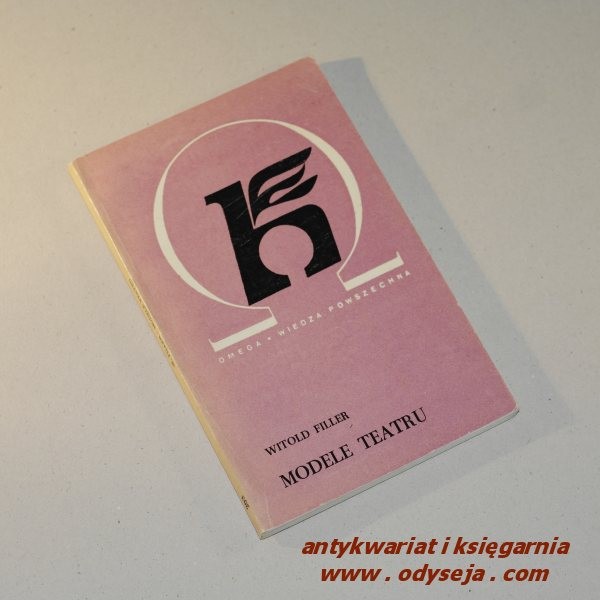 OMEGA • WIEDZA POWSZECHNA
WITOLD FILLER
MODELE TEATRU
antykwariat i księgarnia
www . odyseja . com